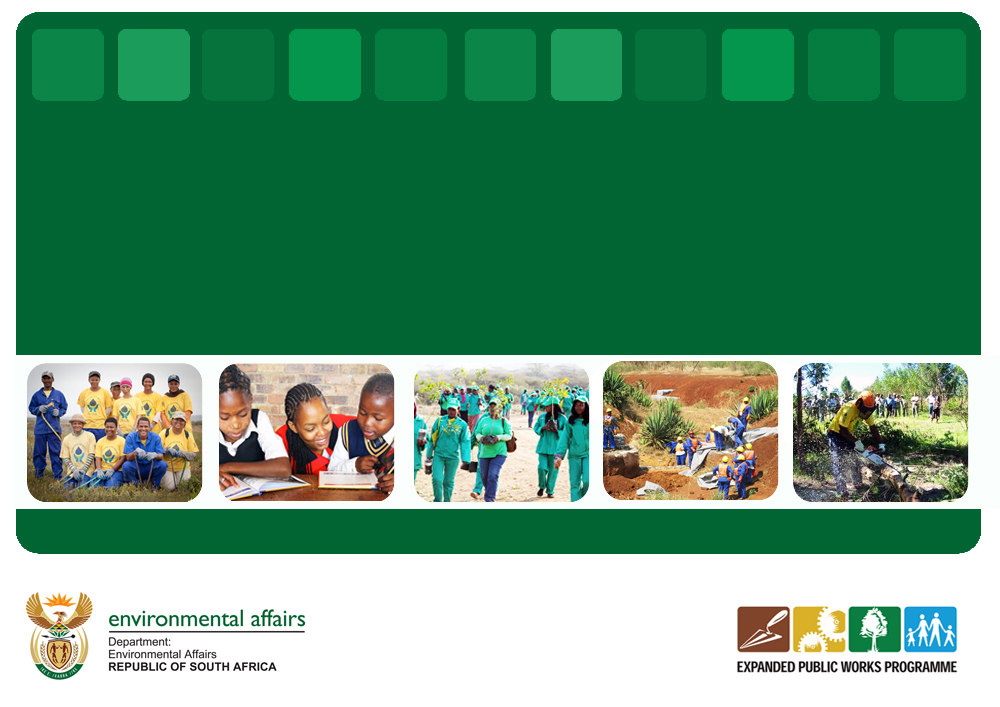 environmental affairs
Department:
Environmental Affairs
REPUBLIC OF SOUTH AFRICA
EXPANDED PUBLIC WORKS PROGRAMME